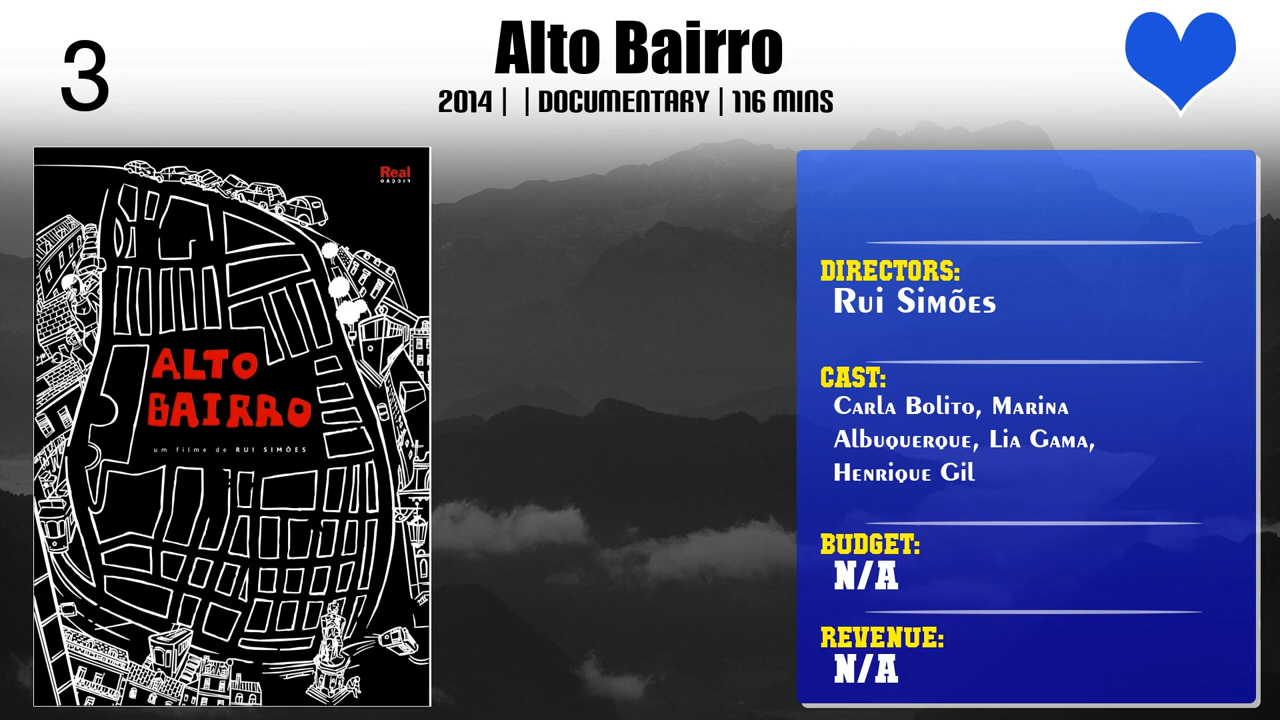 3
Alto Bairro
2014 | | DOCUMENTARY | 116 MINS
Real
FICÇÃO
ALTO
BAIRRO
um filme de RUI SIMÕES
DIRECTORS:
Rui Simões
CAST:
Carla Bolito, Marina
Albuquerque, Lia Gama,
Henrique Gil
BUDGET:
N/A
REVENUE:
N/A